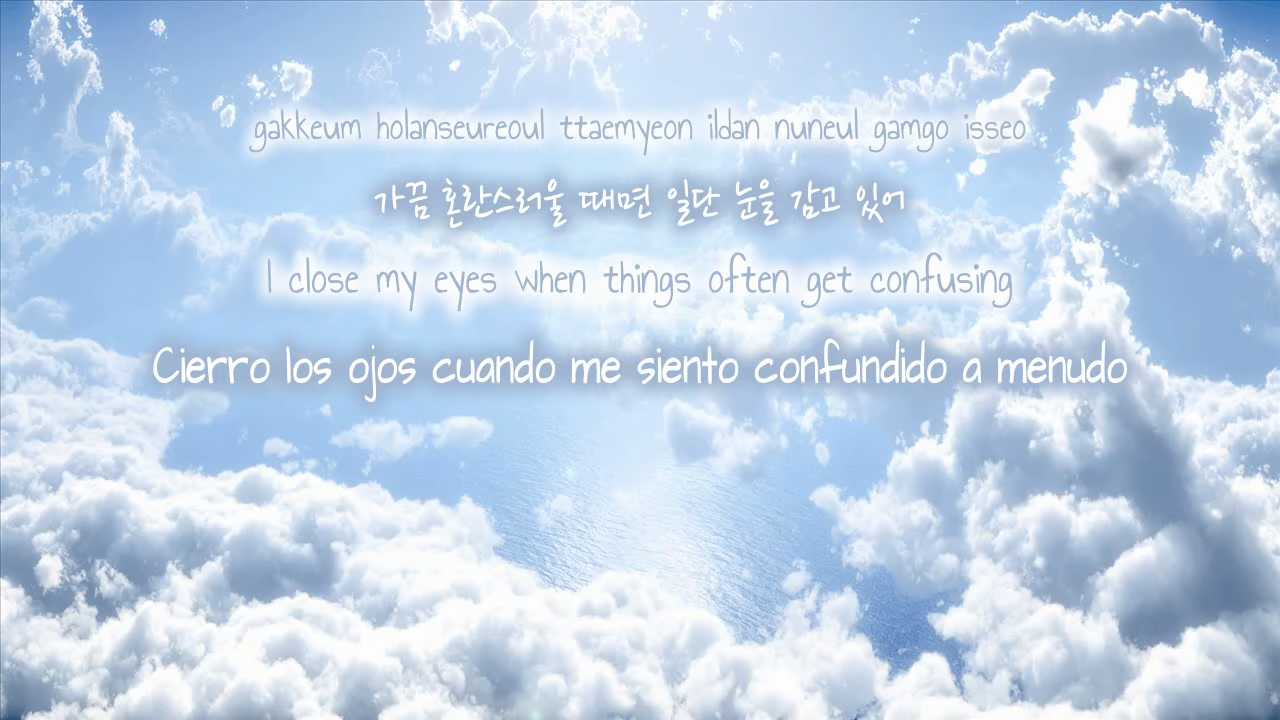 gakkeum holanseureoul ttaemyeon ildan nuneul gamgo isseo
가끔 혼란스러울 때면 일단 눈을 감고 있어
I close my eyes when things often get confusing
Cierro los ojos cuando me siento confundido a menudo